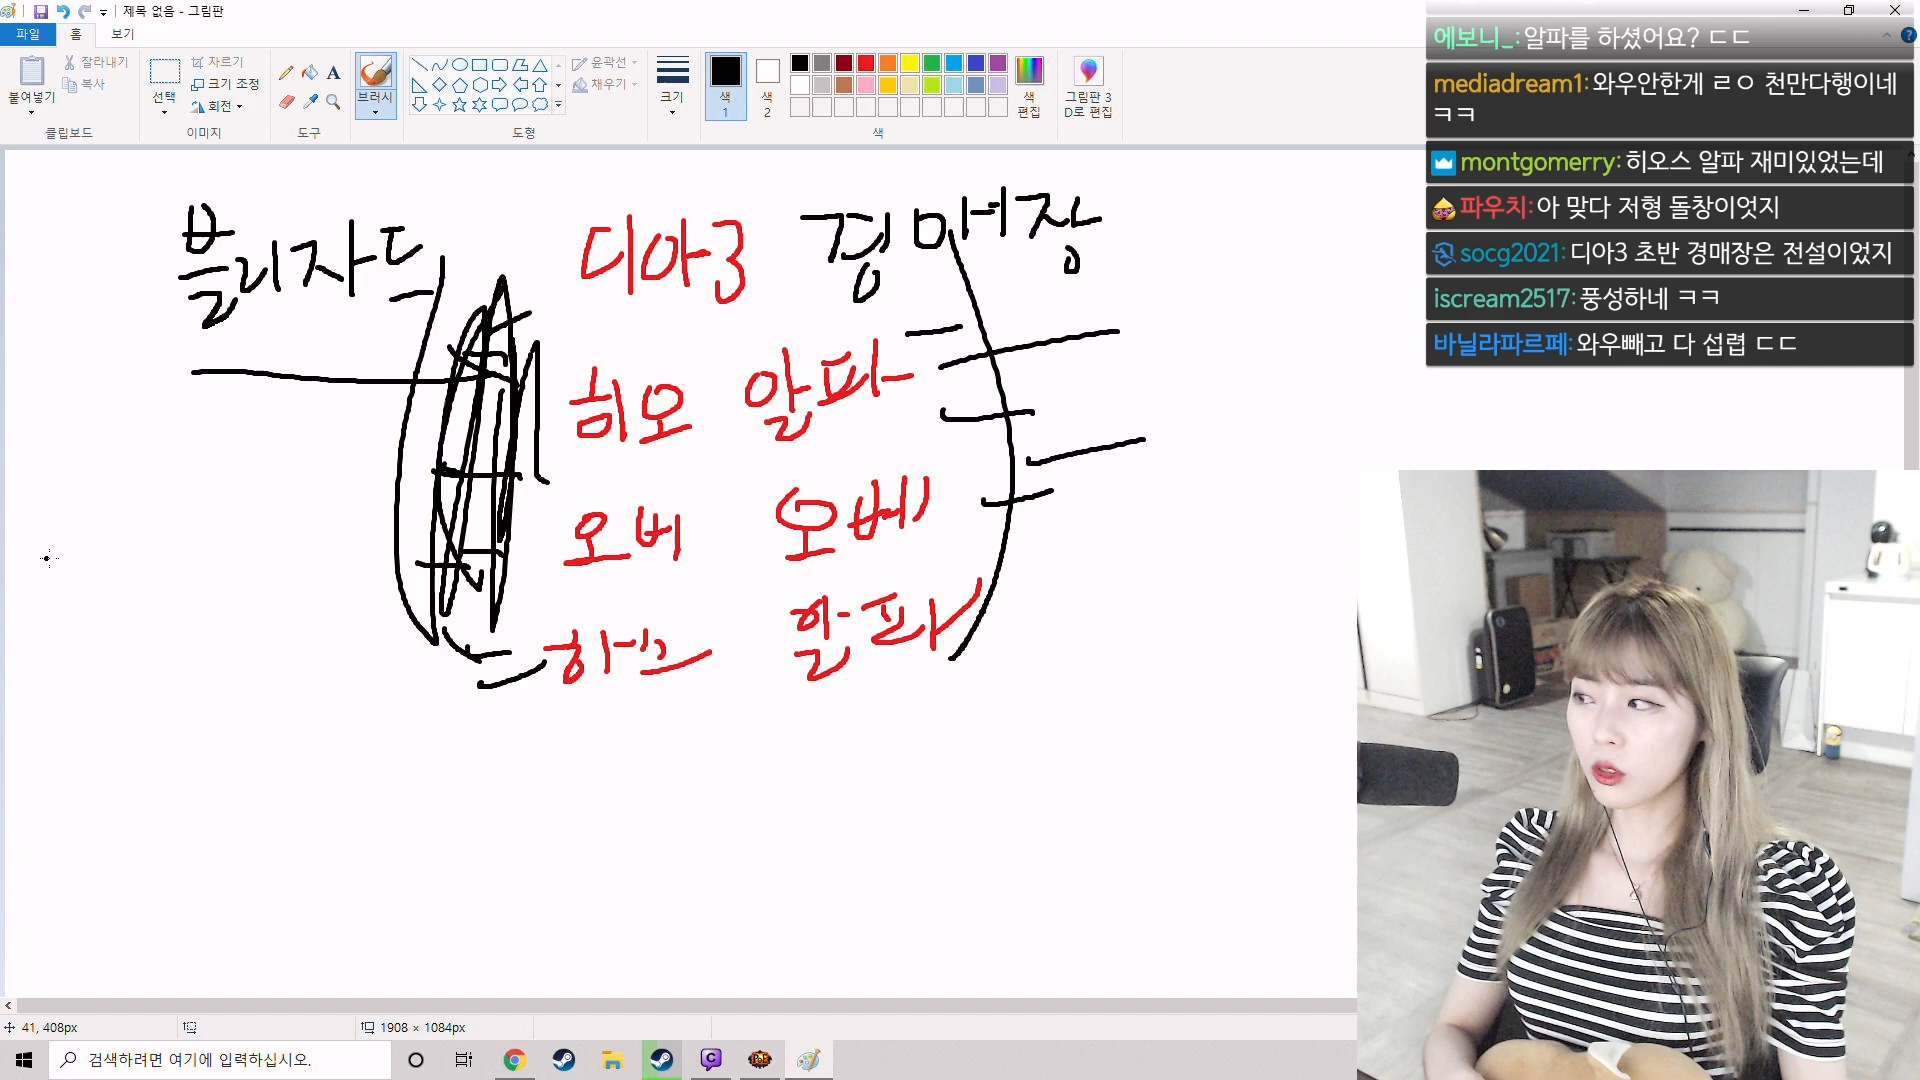 제목 없음 - 그림판
파일 홈 보기
붙여넣기
잘라내기
복사
클립보드
선택
자르기
크기 조정
회전
이미지
도구
브러시
윤곽선
채우기
도형
크기
색 1
색 2
색 편집
색
그림판 3D로 편집
블리자드 디아3 경매장
히오 알파
오버 오베
하스 알파
에보니_: 알파를 하셨어요? ㄷㄷ
mediadream1: 와우안한게 ㄹㅇ 천만다행이네
ㅋㅋ
montgomerry: 히오스 알파 재미있었는데
파우치: 아 맞다 저형 돌창이엇지
socg2021: 디아3 초반 경매장은 전설이었지
iscream2517: 풍성하네 ㅋㅋ
바닐라파르페: 와우빼고 다 섭렵 ㄷㄷ
41, 408px
1908 × 1084px
검색하려면 여기에 입력하십시오.